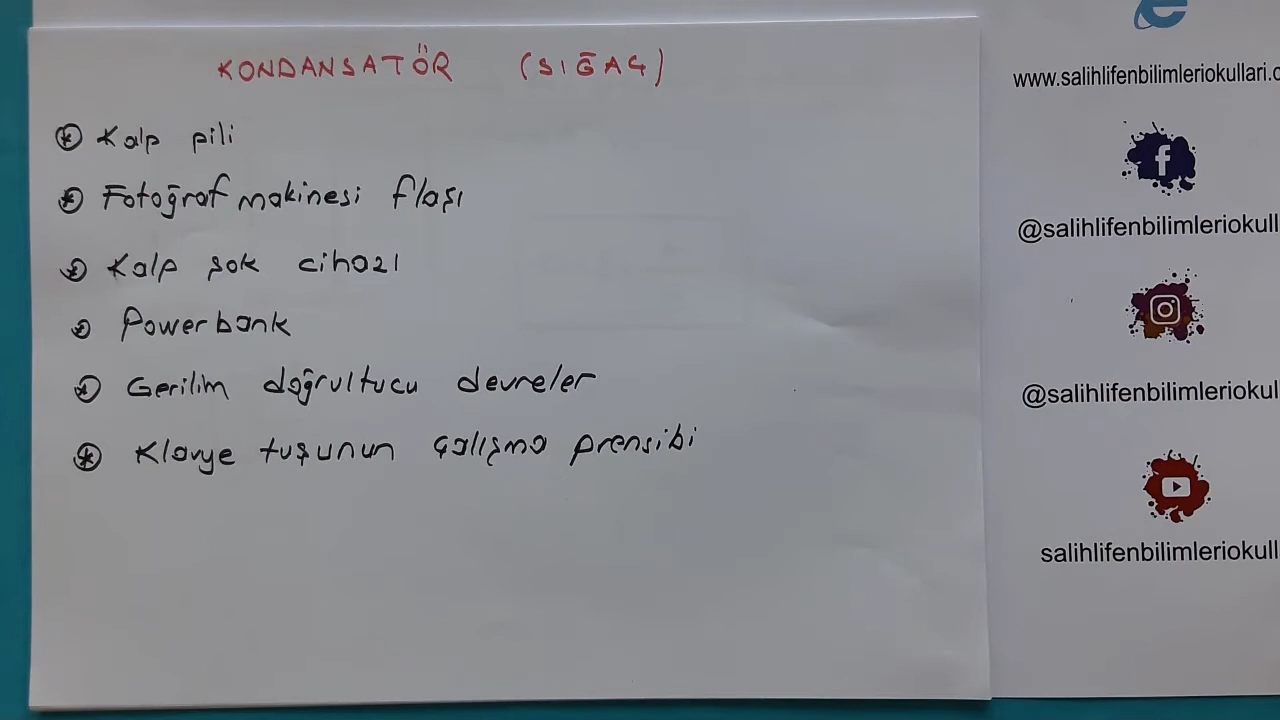 KONDANSATÖR (SIĞAÇ)
Kalp pili
Fotoğraf makinesi flaşı
Kalp şok cihazı
Powerbank
Gerilim doğrultucu devreler
Klavye tuşunun çalışma prensibi
www.salihlifenbilimleriokullari.c
@salihlifenbilimleriokull
@salihlifenbilimleriokull
salihlifenbilimleriokull